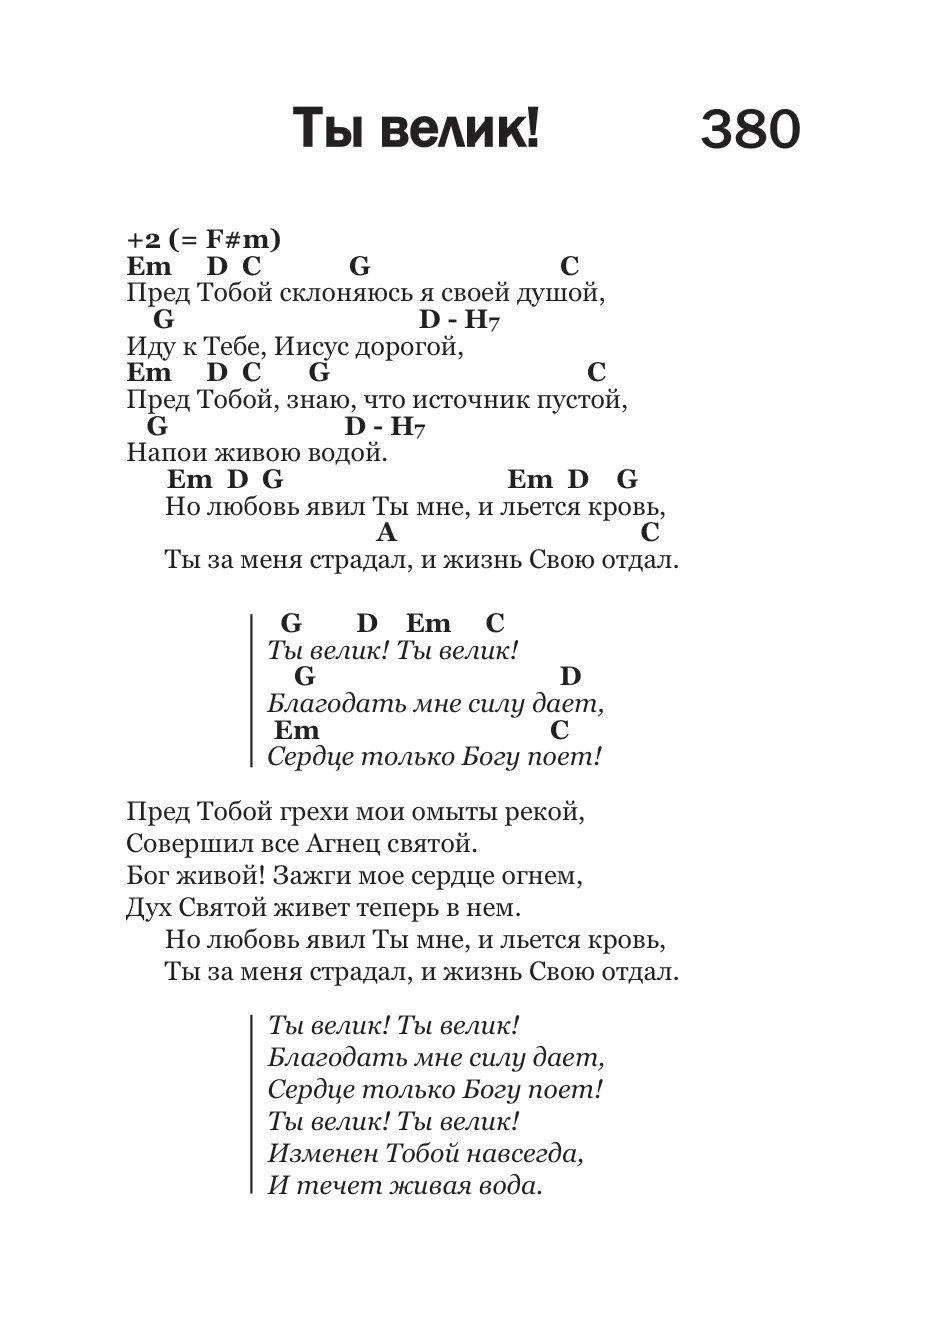 Ты велик! 380
+2 (= F#m)
Em D C G C
Пред Тобой склоняюсь я своей душой,
G D - H7
Иду к Тебе, Иисус дорогой,
Em D C G C
Пред Тобой, знаю, что источник пустой,
G D - H7
Напои живою водой.
Em D G Em D G
Но любовь явил Ты мне, и льется кровь,
A C
Ты за меня страдал, и жизнь Свою отдал.
G D Em C
Ты велик! Ты велик!
G D
Благодать мне силу дает,
Em C
Сердце только Богу поет!
Пред Тобой грехи мои омыты рекой,
Совершил все Агнец святой.
Бог живой! Зажги мое сердце огнем,
Дух Святой живет теперь в нем.
Но любовь явил Ты мне, и льется кровь,
Ты за меня страдал, и жизнь Свою отдал.
Ты велик! Ты велик!
Благодать мне силу дает,
Сердце только Богу поет!
Ты велик! Ты велик!
Изменен Тобой навсегда,
И течет живая вода.